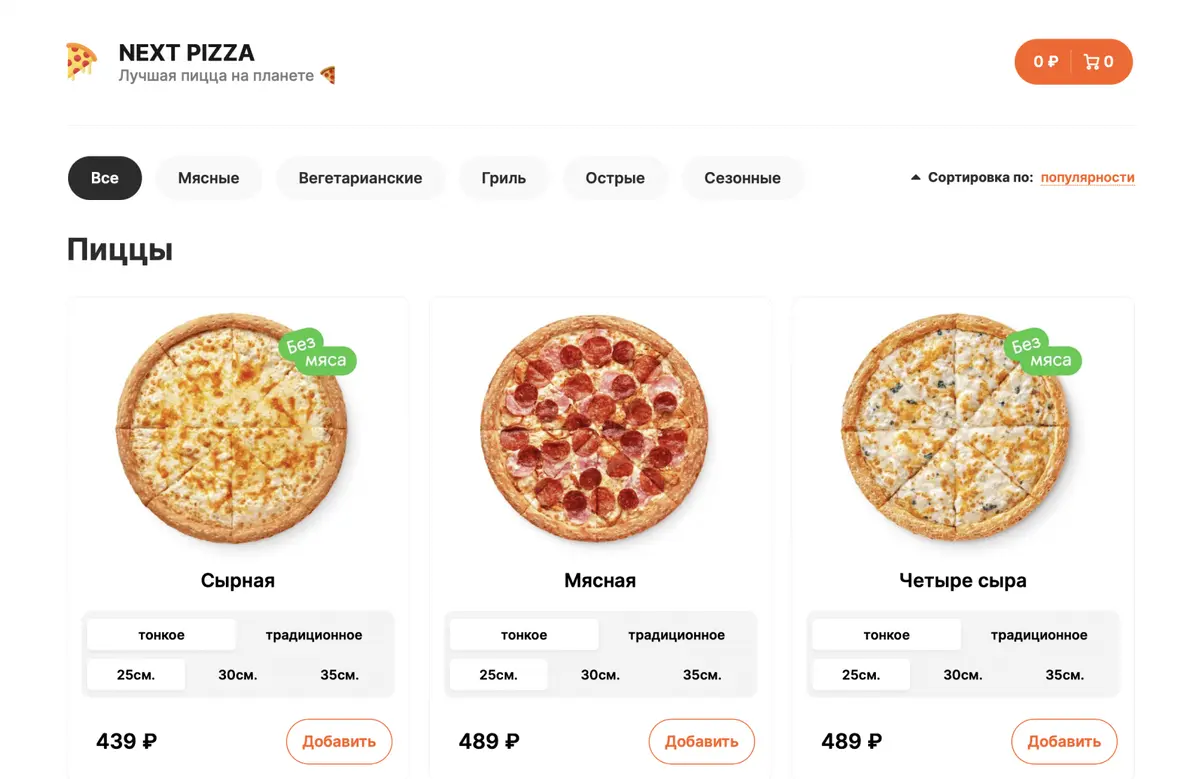 NEXT PIZZA
Лучшая пицца на планете
0 ₽ 0
Все Мясные Вегетарианские Гриль Острые Сезонные Сортировка по: популярности
Пиццы
Без
мяса
Без
мяса
Сырная Мясная Четыре сыра
тонкое традиционное тонкое традиционное тонкое традиционное
25см. 30см. 35см. 25см. 30см. 35см. 25см. 30см. 35см.
439 ₽ Добавить 489 ₽ Добавить 489 ₽ Добавить